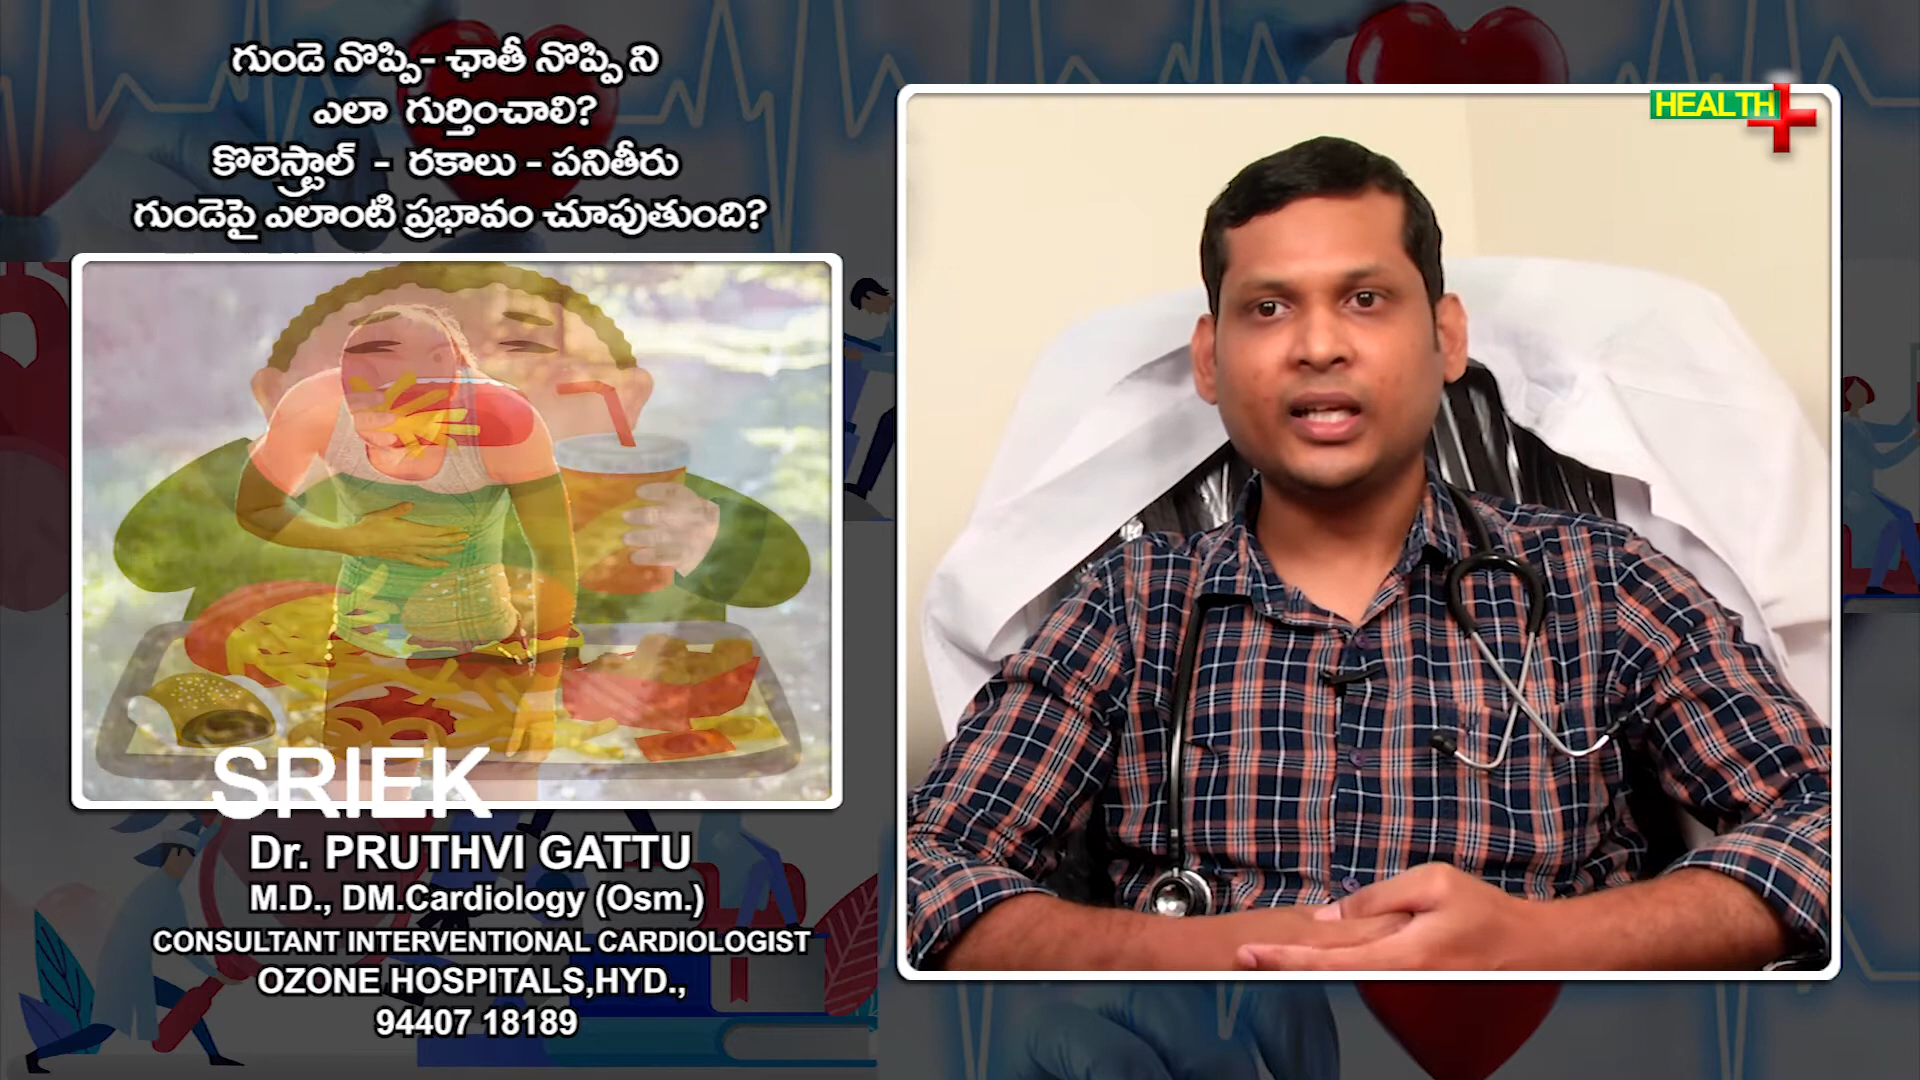 గుండె నొప్పి- ఛాతీ నొప్పి ని
ఎలా గుర్తించాలి?
కొలెస్ట్రాల్ - రకాలు - పనితీరు
గుండెపై ఎలాంటి ప్రభావం చూపుతుంది?
HEALTH
SRIEK
Dr. PRUTHVI GATTU
M.D., DM.Cardiology (Osm.)
CONSULTANT INTERVENTIONAL CARDIOLOGIST
OZONE HOSPITALS,HYD.,
94407 18189